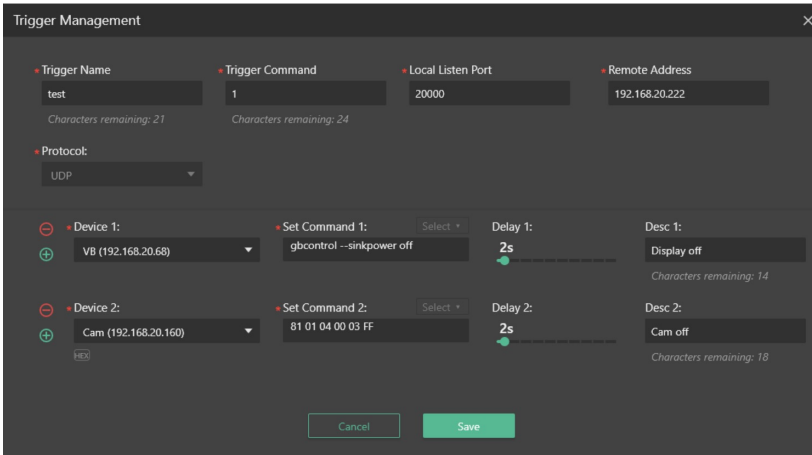 Trigger Management
* Trigger Name * Trigger Command * Local Listen Port * Remote Address
test 1 20000 192.168.20.222
Characters remaining: 21 Characters remaining: 24
* Protocol:
UDP
* Device 1: * Set Command 1: Select Delay 1: Desc 1:
VB (192.168.20.68) gbcontrol --sinkpower off 2s Display off
Characters remaining: 14
* Device 2: * Set Command 2: Select Delay 2: Desc 2:
Cam (192.168.20.160) 81 01 04 00 03 FF 2s Cam off
HEX Characters remaining: 18
Cancel Save